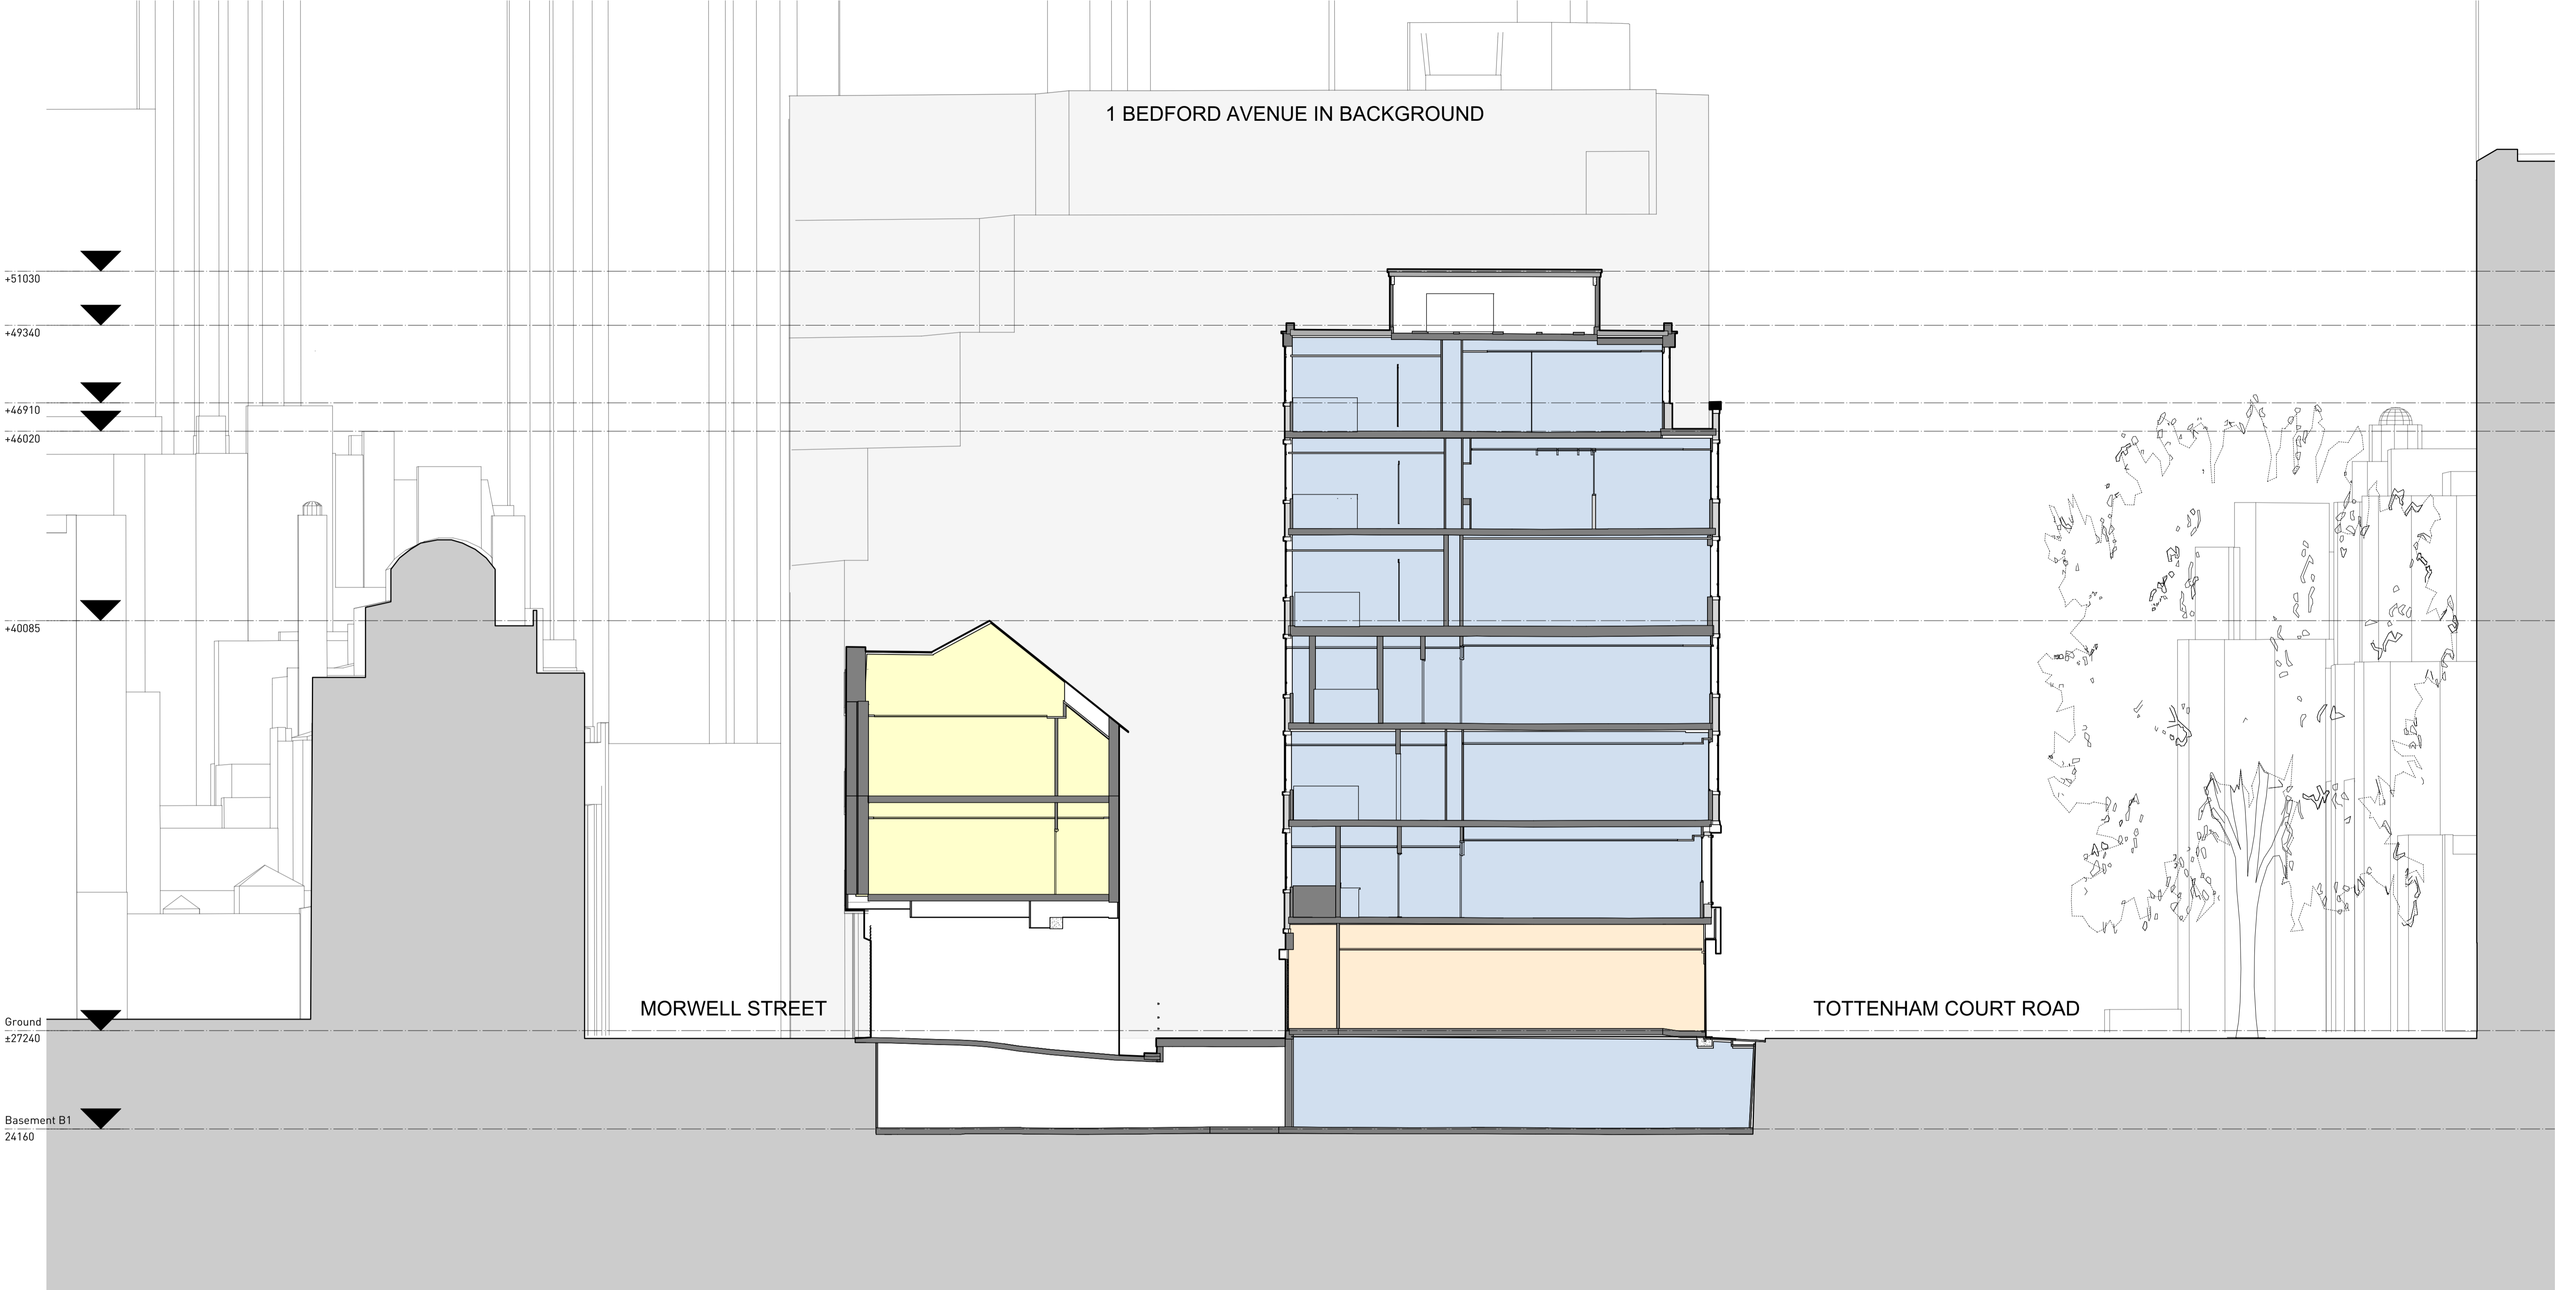 1 BEDFORD AVENUE IN BACKGROUND
+51030
+49340
+46910
+46020
+40085
MORWELL STREET
TOTTENHAM COURT ROAD
Ground
±27240
Basement B1
24160